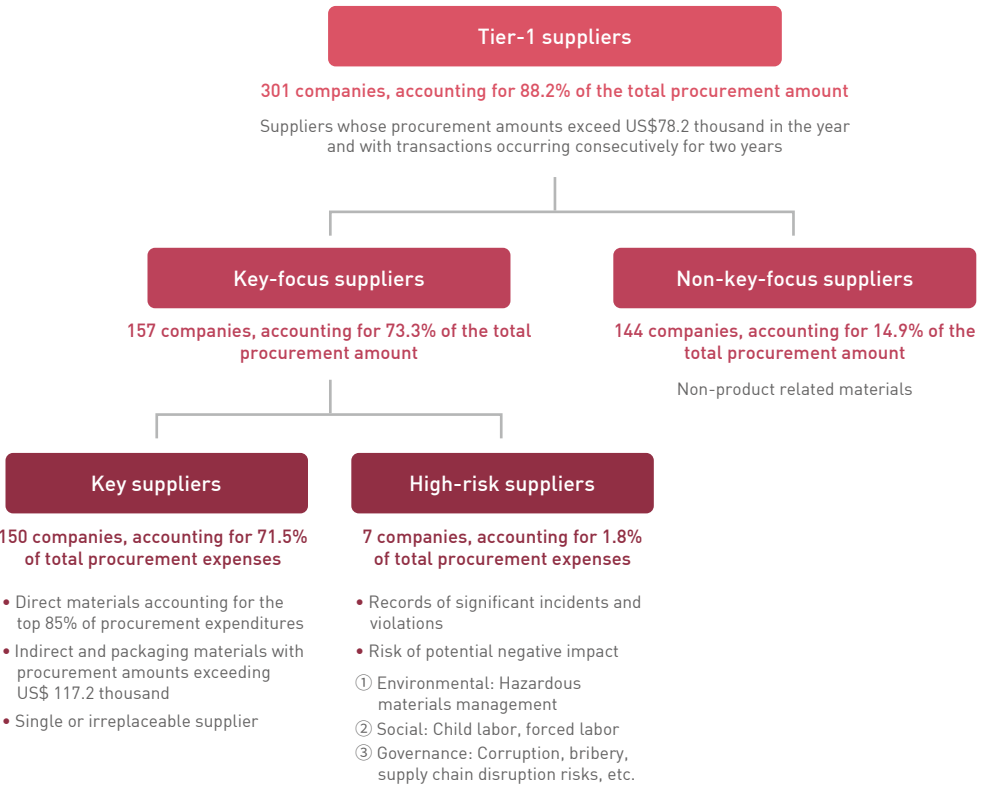 Tier-1 suppliers
301 companies, accounting for 88.2% of the total procurement amount
Suppliers whose procurement amounts exceed US$78.2 thousand in the year
and with transactions occurring consecutively for two years
Key-focus suppliers
157 companies, accounting for 73.3% of the total
procurement amount
Non-key-focus suppliers
144 companies, accounting for 14.9% of the
total procurement amount
Non-product related materials
Key suppliers
150 companies, accounting for 71.5%
of total procurement expenses
• Direct materials accounting for the
top 85% of procurement expenditures
• Indirect and packaging materials with
procurement amounts exceeding
US$ 117.2 thousand
• Single or irreplaceable supplier
High-risk suppliers
7 companies, accounting for 1.8%
of total procurement expenses
• Records of significant incidents and
violations
• Risk of potential negative impact
① Environmental: Hazardous
materials management
② Social: Child labor, forced labor
③ Governance: Corruption, bribery,
supply chain disruption risks, etc.